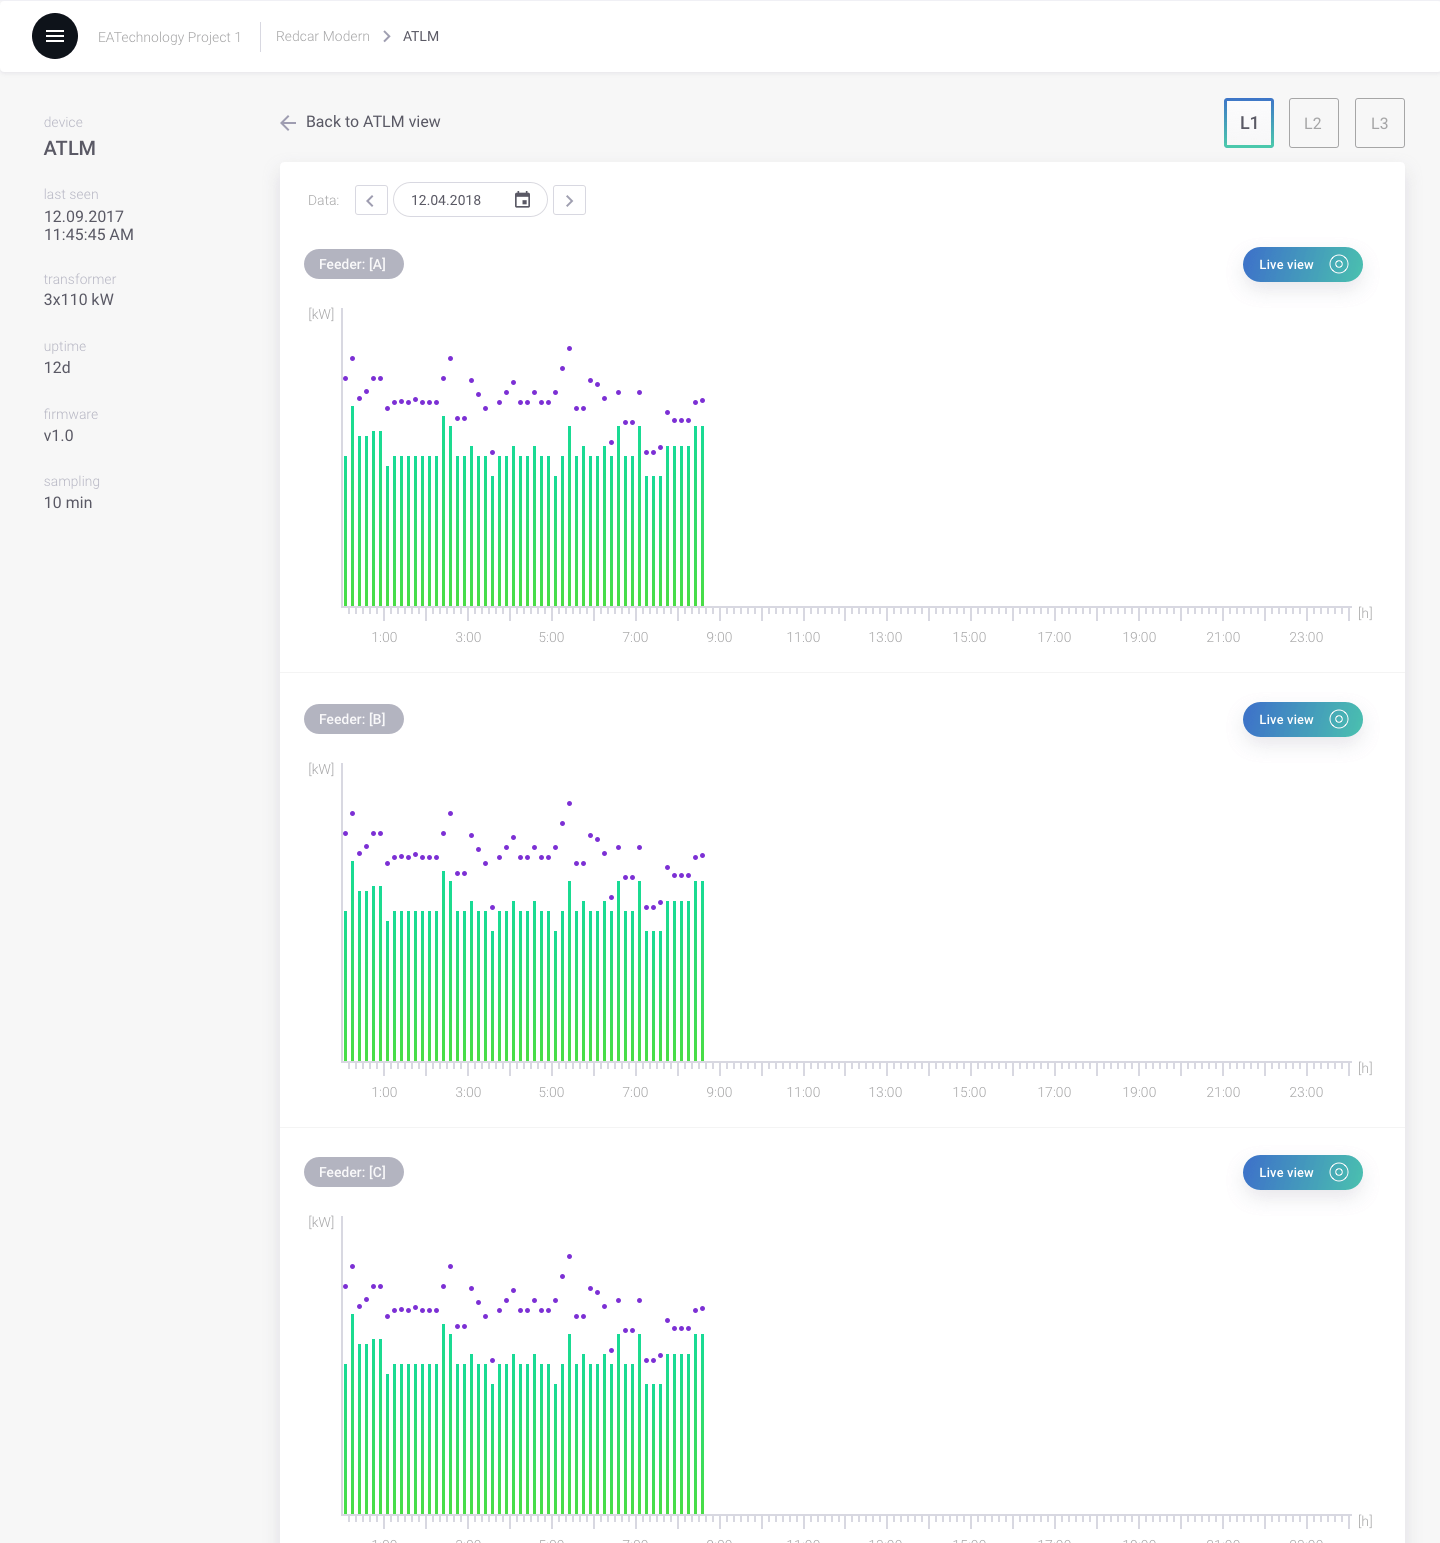 EATechnology Project 1
Redcar Modern
ATLM
device
ATLM
last seen
12.09.2017
11:45:45 AM
transformer
3x110 kW
uptime
12d
firmware
v1.0
sampling
10 min
Back to ATLM view
L1
L2
L3
Data:
12.04.2018
Feeder: [A]
Live view
[kW]
[h]
1:00 3:00 5:00 7:00 9:00 11:00 13:00 15:00 17:00 19:00 21:00 23:00
Feeder: [B]
Live view
[kW]
[h]
1:00 3:00 5:00 7:00 9:00 11:00 13:00 15:00 17:00 19:00 21:00 23:00
Feeder: [C]
Live view
[kW]
[h]